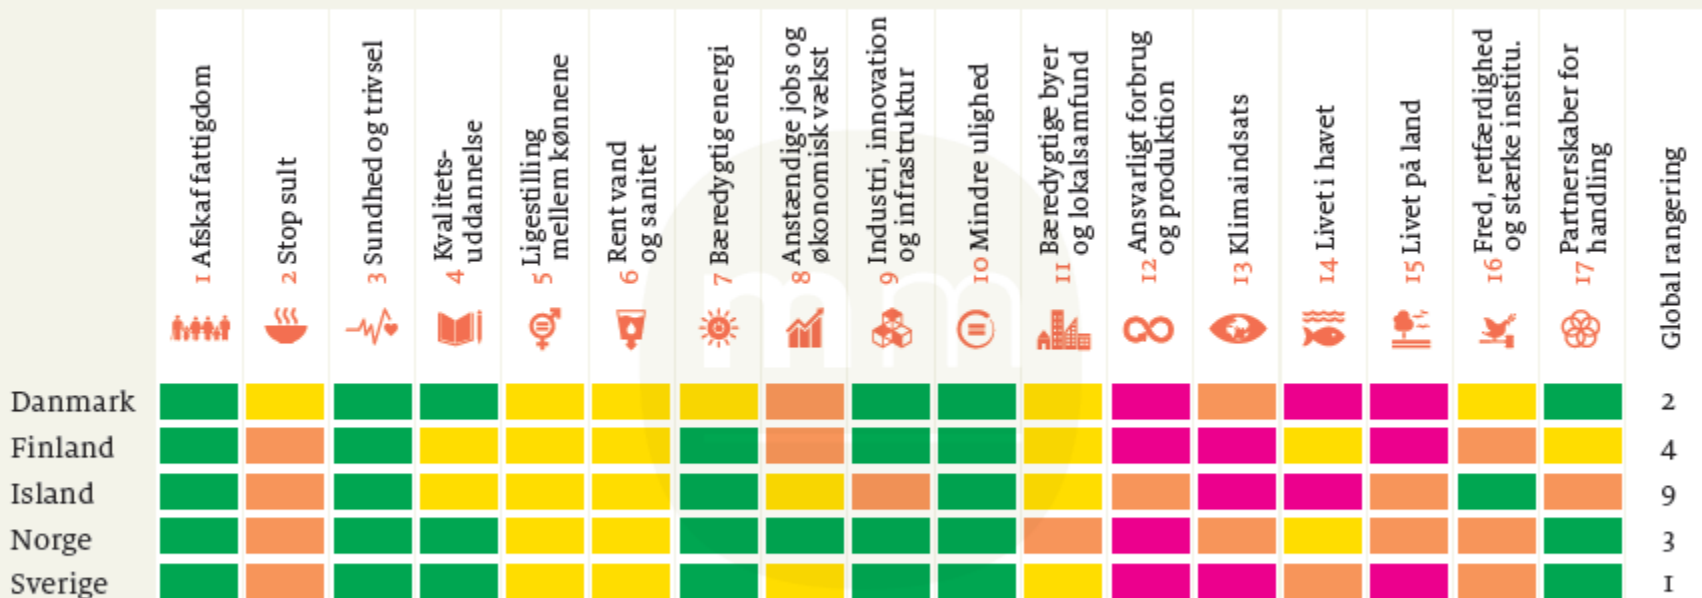 1 Afskaf fattigdom
2 Stop sult
3 Sundhed og trivsel
4 Kvalitets-
uddannelse
5 Ligestilling
mellem kønnene
6 Rent vand
og sanitet
7 Bæredygtig energi
8 Anstændige jobs og
økonomisk vækst
9 Industri, innovation
og infrastruktur
10 Mindre ulighed
11 Bæredygtige byer
og lokalsamfund
12 Ansvarligt forbrug
og produktion
13 Klimaindsats
14 Livet i havet
15 Livet på land
16 Fred, retfærdighed
og stærke institu.
17 Partnerskaber for
handling
Global rangering
mm
Danmark 2
Finland 4
Island 9
Norge 3
Sverige 1